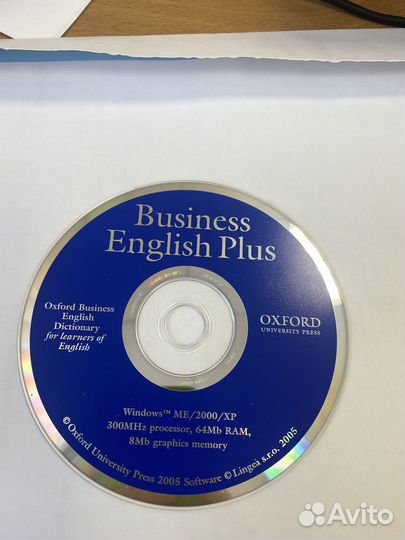 Business
English Plus
Oxford Business
English
Dictionary
for learners of
English
OXFORD
UNIVERSITY PRESS
Windows™ ME/2000/XP
300MHz processor, 64Mb RAM,
8Mb graphics memory
© Oxford University Press 2005 Software © Lingea s.r.o. 2005
Avito